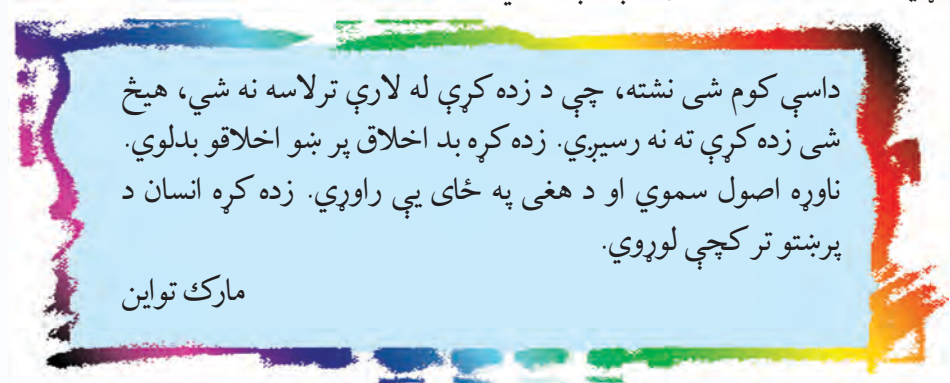 داسې کوم شی نشته، چې د زده کړې له لارې ترلاسه نه شي، هیڅ
شی زده کړې ته نه رسیږي. زده کړه بد اخلاق پر ښو اخلاقو بدلوي.
ناوړه اصول سموي او د هغی په ځای یې راوړي. زده کړه انسان د
پرښتو تر کچې لوړوي.
مارك تواین